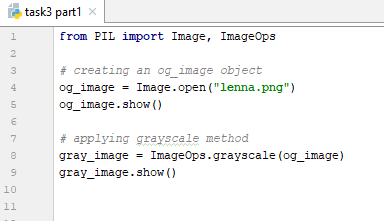 task3 part1
1 from PIL import Image, ImageOps
2
3 # creating an og_image object
4 og_image = Image.open("lenna.png")
5 og_image.show()
6
7 # applying grayscale method
8 gray_image = ImageOps.grayscale(og_image)
9 gray_image.show()
10
11